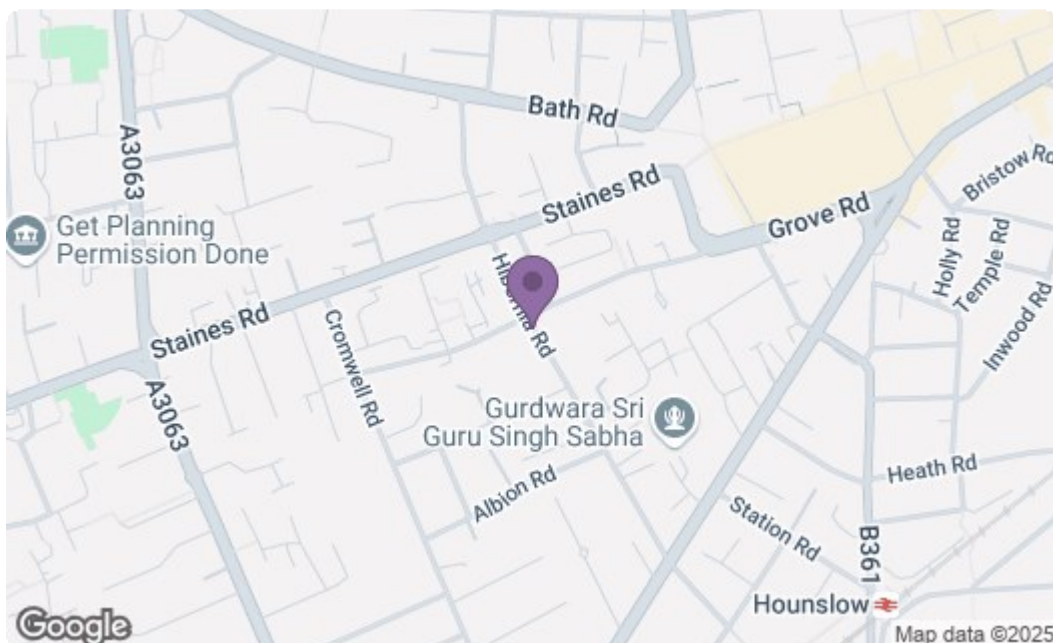 A3063
Bath Rd
Staines Rd
Bristow Rd
Grove Rd
Holly Rd
Temple Rd
Inwood Rd
Get Planning
Permission Done
Hibernia Rd
Staines Rd
Cromwell Rd
A3063
Gurdwara Sri
Guru Singh Sabha
Albion Rd
Heath Rd
Station Rd
B361
Hounslow
Google
Map data ©2025